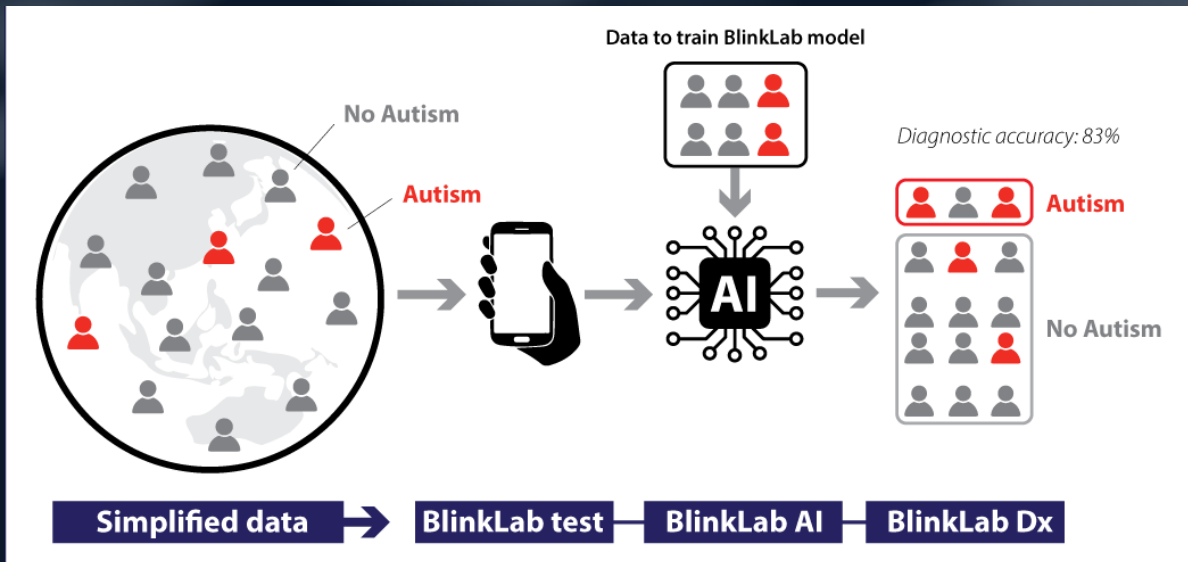 Data to train BlinkLab model
No Autism
Autism
Diagnostic accuracy: 83%
Autism
AI
No Autism
Simplified data
BlinkLab test
BlinkLab AI
BlinkLab Dx